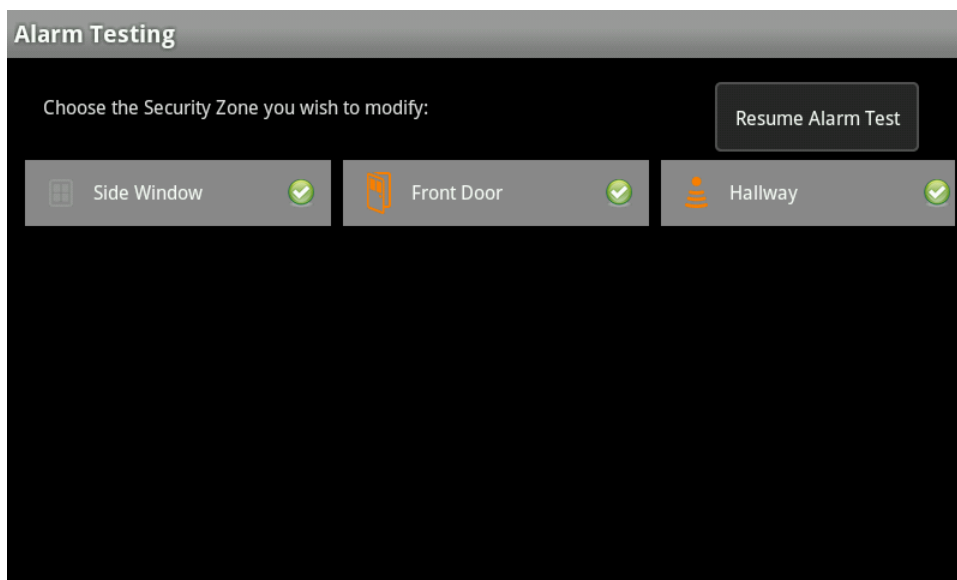 Alarm Testing
Choose the Security Zone you wish to modify:
Resume Alarm Test
Side Window
Front Door
Hallway